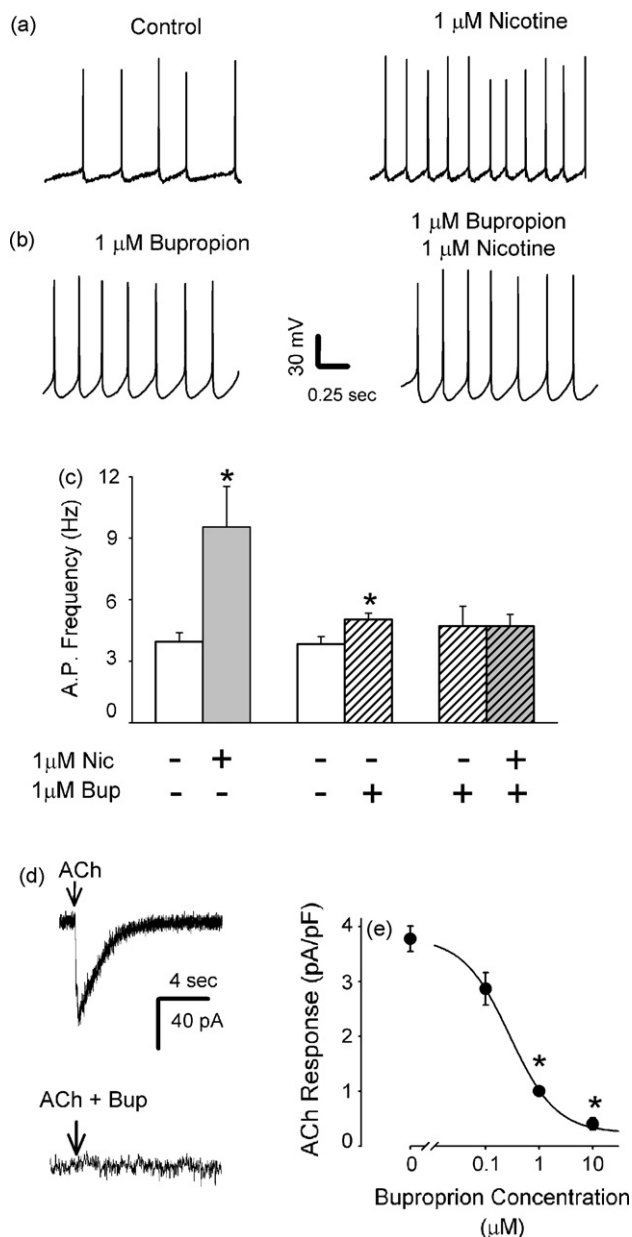 (a)
Control
1 μM Nicotine
(b)
1 μM Bupropion
1 μM Bupropion
1 μM Nicotine
30 mV
0.25 sec
(c)
A.P. Frequency (Hz)
12
9
6
3
0
*
*
1μM Nic - + - - - +
1μM Bup - - - + + +
(d)
ACh
4 sec
40 pA
ACh + Bup
(e)
ACh Response (pA/pF)
4
3
2
1
0
*
*
0 0.1 1 10
Buproprion Concentration
(μM)